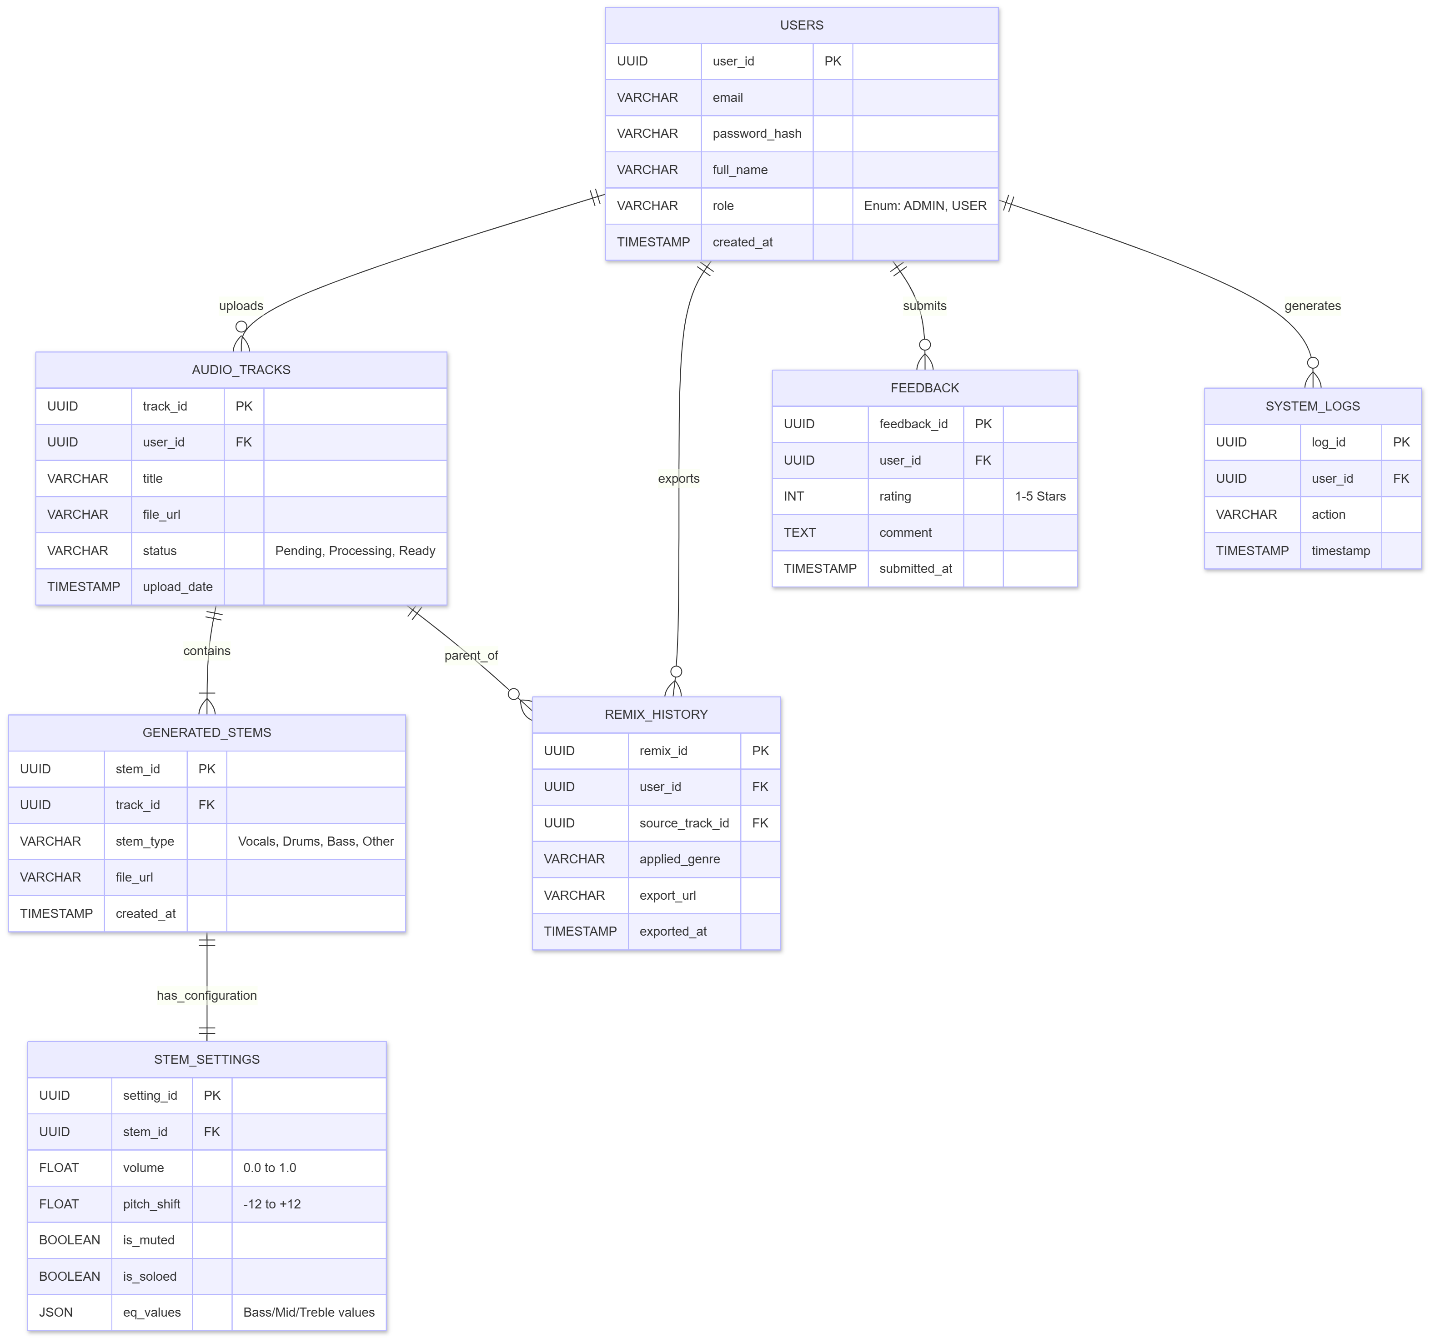 USERS
UUID user_id PK
VARCHAR email
VARCHAR password_hash
VARCHAR full_name
VARCHAR role Enum: ADMIN, USER
TIMESTAMP created_at
uploads
submits
generates
exports
AUDIO_TRACKS
UUID track_id PK
UUID user_id FK
VARCHAR title
VARCHAR file_url
VARCHAR status Pending, Processing, Ready
TIMESTAMP upload_date
FEEDBACK
UUID feedback_id PK
UUID user_id FK
INT rating 1-5 Stars
TEXT comment
TIMESTAMP submitted_at
SYSTEM_LOGS
UUID log_id PK
UUID user_id FK
VARCHAR action
TIMESTAMP timestamp
contains
parent_of
GENERATED_STEMS
UUID stem_id PK
UUID track_id FK
VARCHAR stem_type Vocals, Drums, Bass, Other
VARCHAR file_url
TIMESTAMP created_at
REMIX_HISTORY
UUID remix_id PK
UUID user_id FK
UUID source_track_id FK
VARCHAR applied_genre
VARCHAR export_url
TIMESTAMP exported_at
has_configuration
STEM_SETTINGS
UUID setting_id PK
UUID stem_id FK
FLOAT volume 0.0 to 1.0
FLOAT pitch_shift -12 to +12
BOOLEAN is_muted
BOOLEAN is_soloed
JSON eq_values Bass/Mid/Treble values